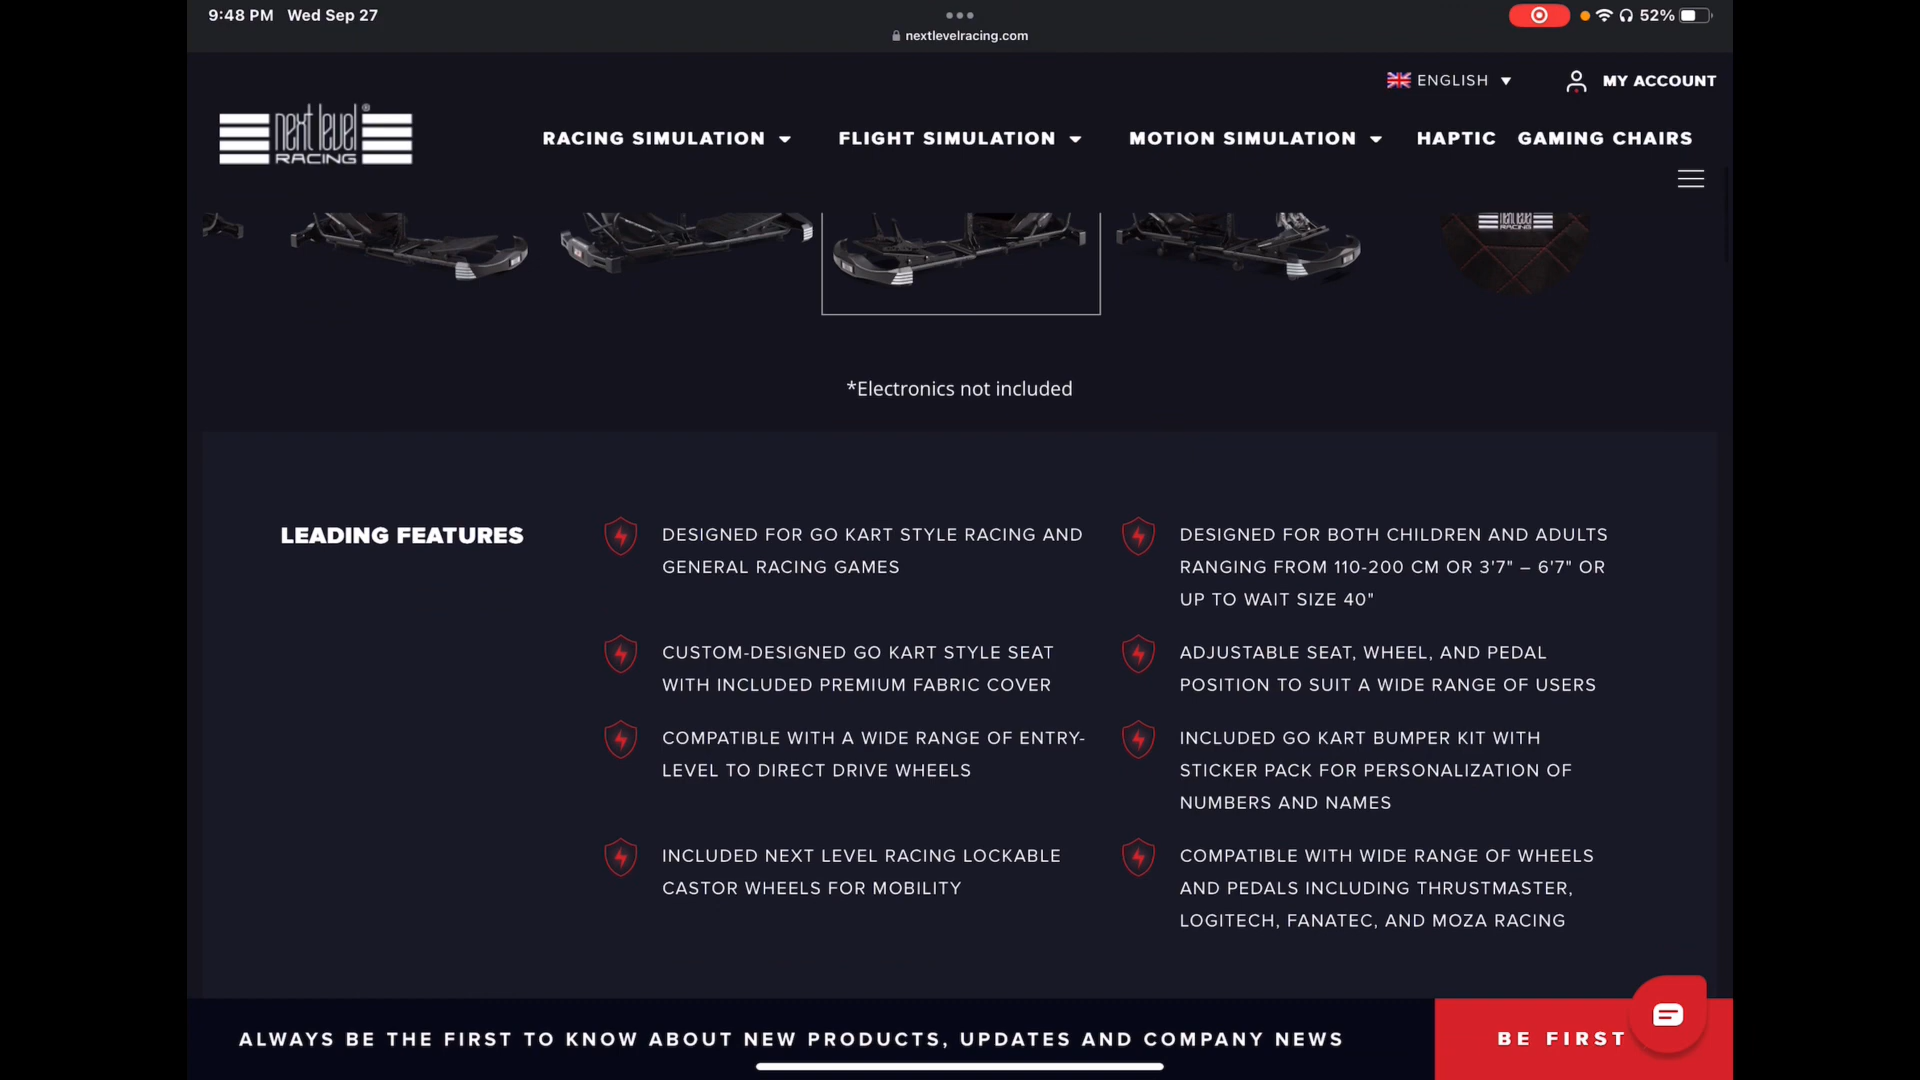 9:48 PM Wed Sep 27
52%
nextlevelracing.com
ENGLISH
MY ACCOUNT
next level
RACING
RACING SIMULATION
FLIGHT SIMULATION
MOTION SIMULATION
HAPTIC
GAMING CHAIRS
next level
RACING
*Electronics not included
LEADING FEATURES
DESIGNED FOR GO KART STYLE RACING AND
GENERAL RACING GAMES
DESIGNED FOR BOTH CHILDREN AND ADULTS
RANGING FROM 110-200 CM OR 3'7" – 6'7" OR
UP TO WAIT SIZE 40"
CUSTOM-DESIGNED GO KART STYLE SEAT
WITH INCLUDED PREMIUM FABRIC COVER
ADJUSTABLE SEAT, WHEEL, AND PEDAL
POSITION TO SUIT A WIDE RANGE OF USERS
COMPATIBLE WITH A WIDE RANGE OF ENTRY-
LEVEL TO DIRECT DRIVE WHEELS
INCLUDED GO KART BUMPER KIT WITH
STICKER PACK FOR PERSONALIZATION OF
NUMBERS AND NAMES
INCLUDED NEXT LEVEL RACING LOCKABLE
CASTOR WHEELS FOR MOBILITY
COMPATIBLE WITH WIDE RANGE OF WHEELS
AND PEDALS INCLUDING THRUSTMASTER,
LOGITECH, FANATEC, AND MOZA RACING
ALWAYS BE THE FIRST TO KNOW ABOUT NEW PRODUCTS, UPDATES AND COMPANY NEWS
BE FIRST